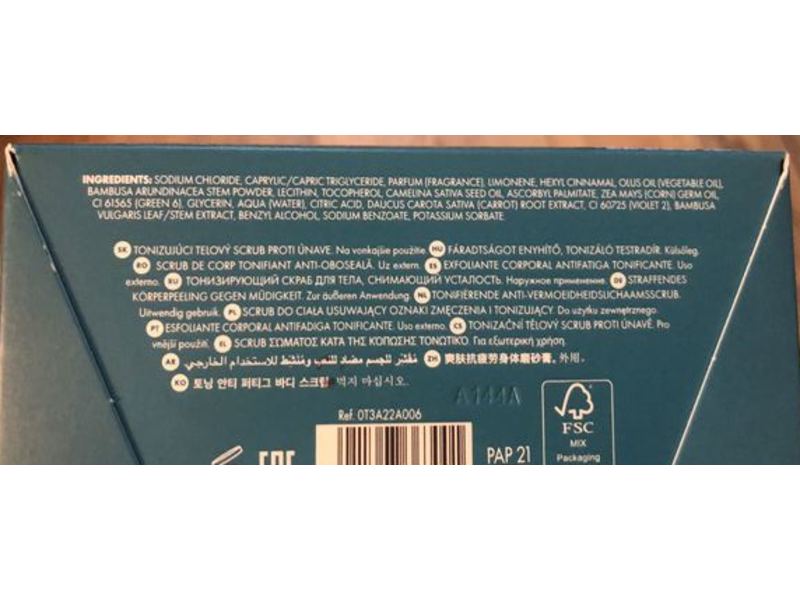 INGREDIENTS: SODIUM CHLORIDE, CAPRYLIC/CAPRIC TRIGLYCERIDE, PARFUM (FRAGRANCE), LIMONENE, HEXYL CINNAMAL, OLUS OIL (VEGETABLE OIL),
BAMBUSA ARUNDINACEA STEM POWDER, LECITHIN, TOCOPHEROL, CAMELINA SATIVA SEED OIL, ASCORBYL PALMITATE, ZEA MAYS (CORN) GERM OIL,
CI 61565 (GREEN 6), GLYCERIN, AQUA (WATER), CITRIC ACID, DAUCUS CAROTA SATIVA (CARROT) ROOT EXTRACT, CI 60725 (VIOLET 2), BAMBUSA
VULGARIS LEAF/STEM EXTRACT, BENZYL ALCOHOL, SODIUM BENZOATE, POTASSIUM SORBATE.
SK TONIZUJÚCI TELOVÝ SCRUB PROTI ÚNAVE. Na vonkajšie použitie HU FÁRADTSÁGOT ENYHÍTŐ, TONIZÁLÓ TESTRADÍR. Külsőleg.
RO SCRUB DE CORP TONIFIANT ANTI-OBOSEALĂ. Uz extern. ES EXFOLIANTE CORPORAL ANTIFATIGA TONIFICANTE. Uso
externo. RU ТОНИЗИРУЮЩИЙ СКРАБ ДЛЯ ТЕЛА, СНИМАЮЩИЙ УСТАЛОСТЬ. Наружное применение. DE STRAFFENDES
KÖRPERPEELING GEGEN MÜDIGKEIT. Zur äußeren Anwendung. NL TONIFIËRENDE ANTI-VERMOEIDHEIDSLICHAAMSSCRUB.
Uitwendig gebruik. PL SCRUB DO CIAŁA USUWAJĄCY OZNAKI ZMĘCZENIA I TONIZUJĄCY. Do użytku zewnętrznego.
PT ESFOLIANTE CORPORAL ANTIFADIGA TONIFICANTE. Uso externo. CS TONIZAČNÍ TĚLOVÝ SCRUB PROTI ÚNAVĚ. Pro
vnější použití. EL SCRUB ΣΩΜΑΤΟΣ ΚΑΤΑ ΤΗΣ ΚΟΠΩΣΗΣ ΤΟΝΩΤΙΚΟ. Για εξωτερική χρήση.
AR مُقشّر للجسم مضاد للتعب ومُنشّط للاستخدام الخارجي. ZH 爽肤抗疲劳身体磨砂膏。外用。
KO 토닝 안티 퍼티그 바디 스크럽 먹지 마십시오.
A144A
Ref. 0T3A22A006
FSC
MIX
Packaging
PAP 21